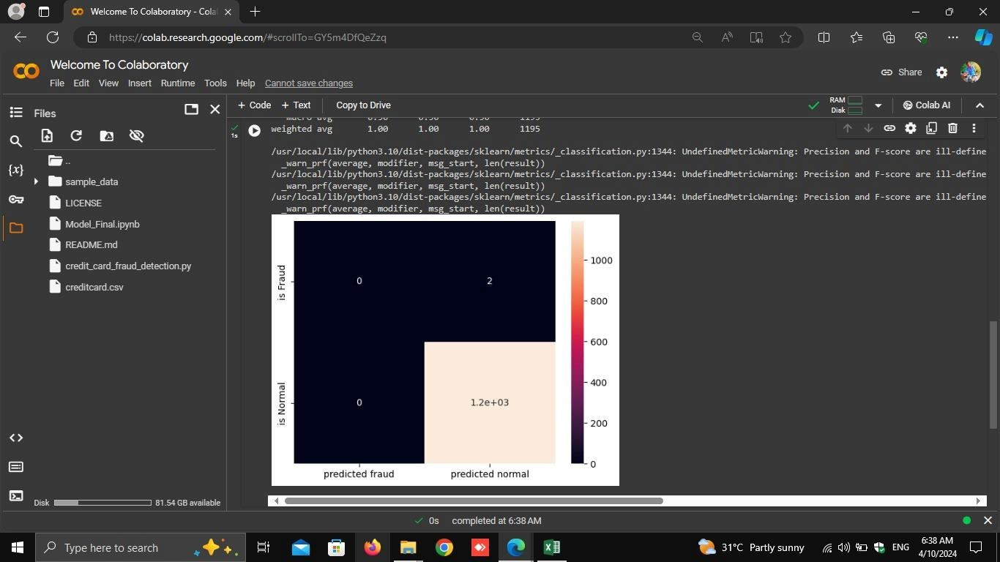 Welcome To Colaboratory - Cola
https://colab.research.google.com/#scrollTo=GY5m4DfQeZzq
Welcome To Colaboratory
File Edit View Insert Runtime Tools Help Cannot save changes
Share
Files
+ Code + Text Copy to Drive
RAM
Disk
Colab AI
..
sample_data
LICENSE
Model_Final.ipynb
README.md
credit_card_fraud_detection.py
creditcard.csv
Disk 81.54 GB available
1s
macro avg 1195
weighted avg 1.00 1.00 1.00 1195
/usr/local/lib/python3.10/dist-packages/sklearn/metrics/_classification.py:1344: UndefinedMetricWarning: Precision and F-score are ill-define
_warn_prf(average, modifier, msg_start, len(result))
/usr/local/lib/python3.10/dist-packages/sklearn/metrics/_classification.py:1344: UndefinedMetricWarning: Precision and F-score are ill-define
_warn_prf(average, modifier, msg_start, len(result))
/usr/local/lib/python3.10/dist-packages/sklearn/metrics/_classification.py:1344: UndefinedMetricWarning: Precision and F-score are ill-define
_warn_prf(average, modifier, msg_start, len(result))
is Fraud
0 2
is Normal
0 1.2e+03
predicted fraud predicted normal
1000
800
600
400
200
0
0s completed at 6:38 AM
Type here to search
31°C Partly sunny
ENG
6:38 AM
4/10/2024